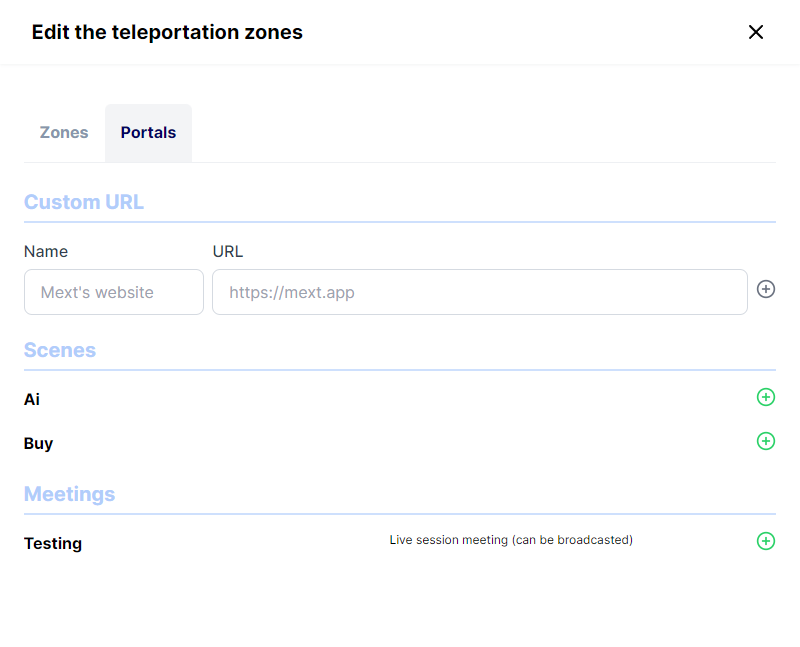 Edit the teleportation zones
Zones Portals
Custom URL
Name URL
Mext's website https://mext.app
Scenes
Ai
Buy
Meetings
Testing Live session meeting (can be broadcasted)